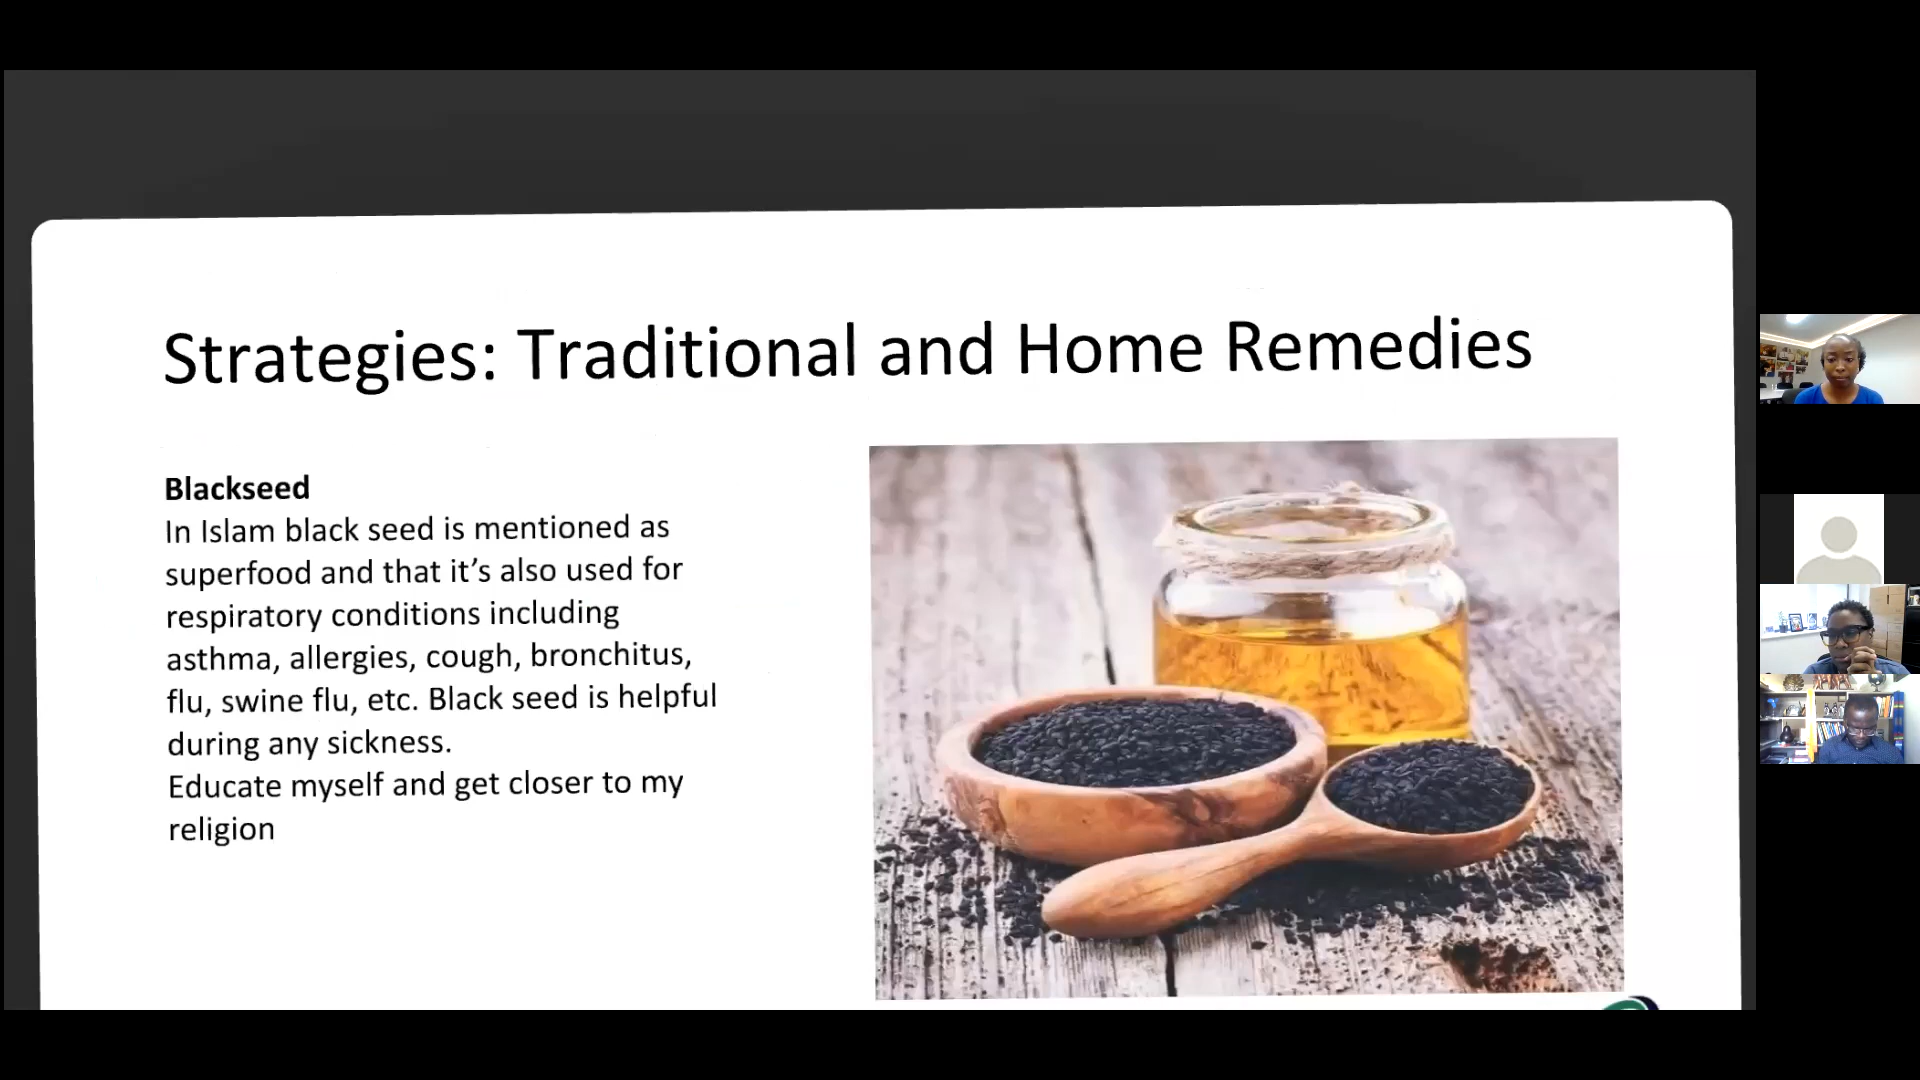 Strategies: Traditional and Home Remedies
Blackseed
In Islam black seed is mentioned as
superfood and that it's also used for
respiratory conditions including
asthma, allergies, cough, bronchitus,
flu, swine flu, etc. Black seed is helpful
during any sickness.
Educate myself and get closer to my
religion